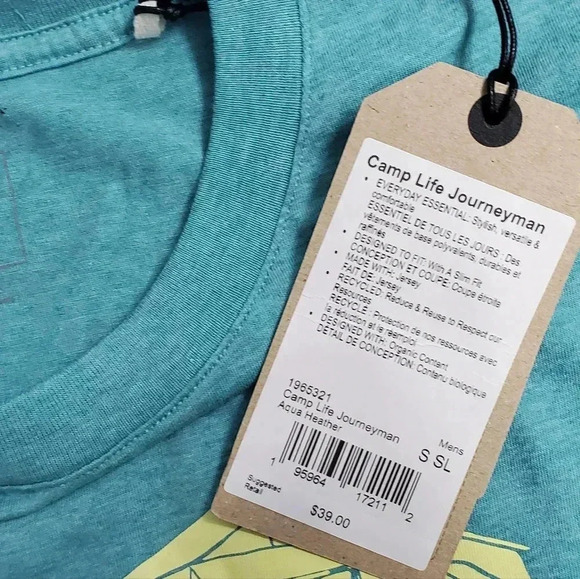 Camp Life Journeyman
• EVERYDAY ESSENTIAL: Stylish, versatile &
comfortable
ESSENTIEL DE TOUS LES JOURS : Des
vêtements de base polyvalents, durables et
raffinés
• DESIGNED TO FIT: With A Slim Fit
CONCEPTION ET COUPE: Coupe étroite
• MADE WITH: Jersey
FAIT DE: Jersey
• RECYCLED: Reduce & Reuse to Respect our
Resources
RECYCLÉ : Protection de nos ressources avec
la réduction et le réemploi
• DESIGNED WITH: Organic Contant
DÉTAIL DE CONCEPTION: Contenu biologique
1965321
Camp Life Journeyman
Aqua Heather
Mens
S SL
1 95964 17211 2
Suggested
Retail
$39.00